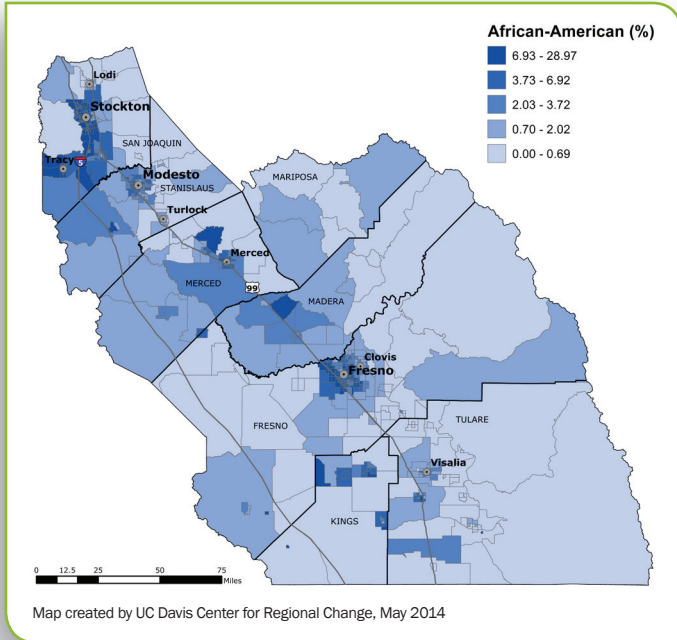 African-American (%)
6.93 - 28.97
3.73 - 6.92
2.03 - 3.72
0.70 - 2.02
0.00 - 0.69
Lodi
Stockton
SAN JOAQUIN
Tracy
5
Modesto
STANISLAUS
MARIPOSA
Turlock
Merced
MERCED
99
MADERA
Clovis
Fresno
FRESNO
TULARE
Visalia
KINGS
0 12.5 25 50 75
Miles
Map created by UC Davis Center for Regional Change, May 2014